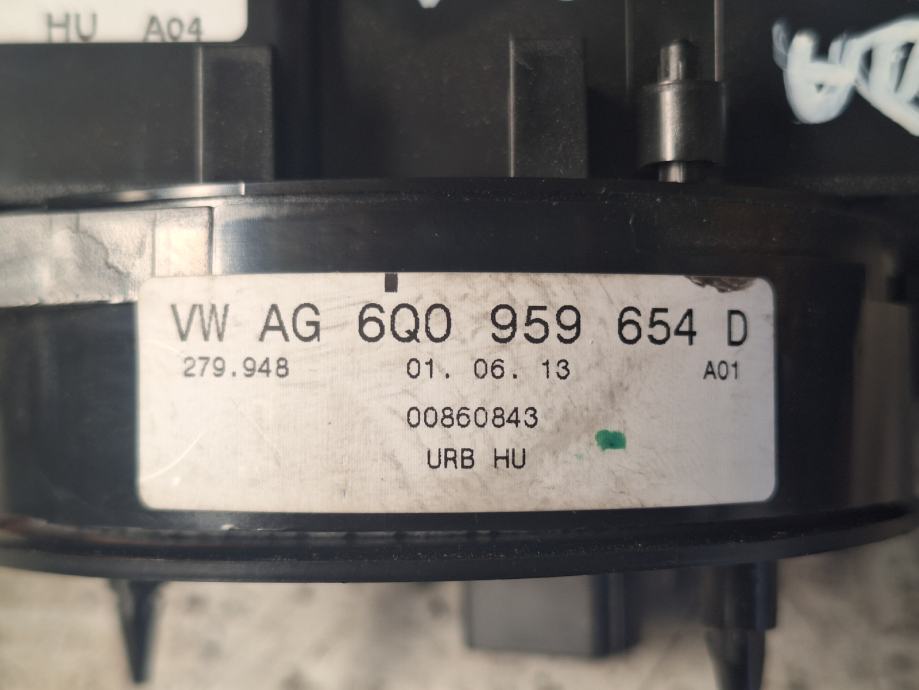 HU A04
VW AG 6Q0 959 654 D
279.948 01. 06. 13 A01
00860843
URB HU